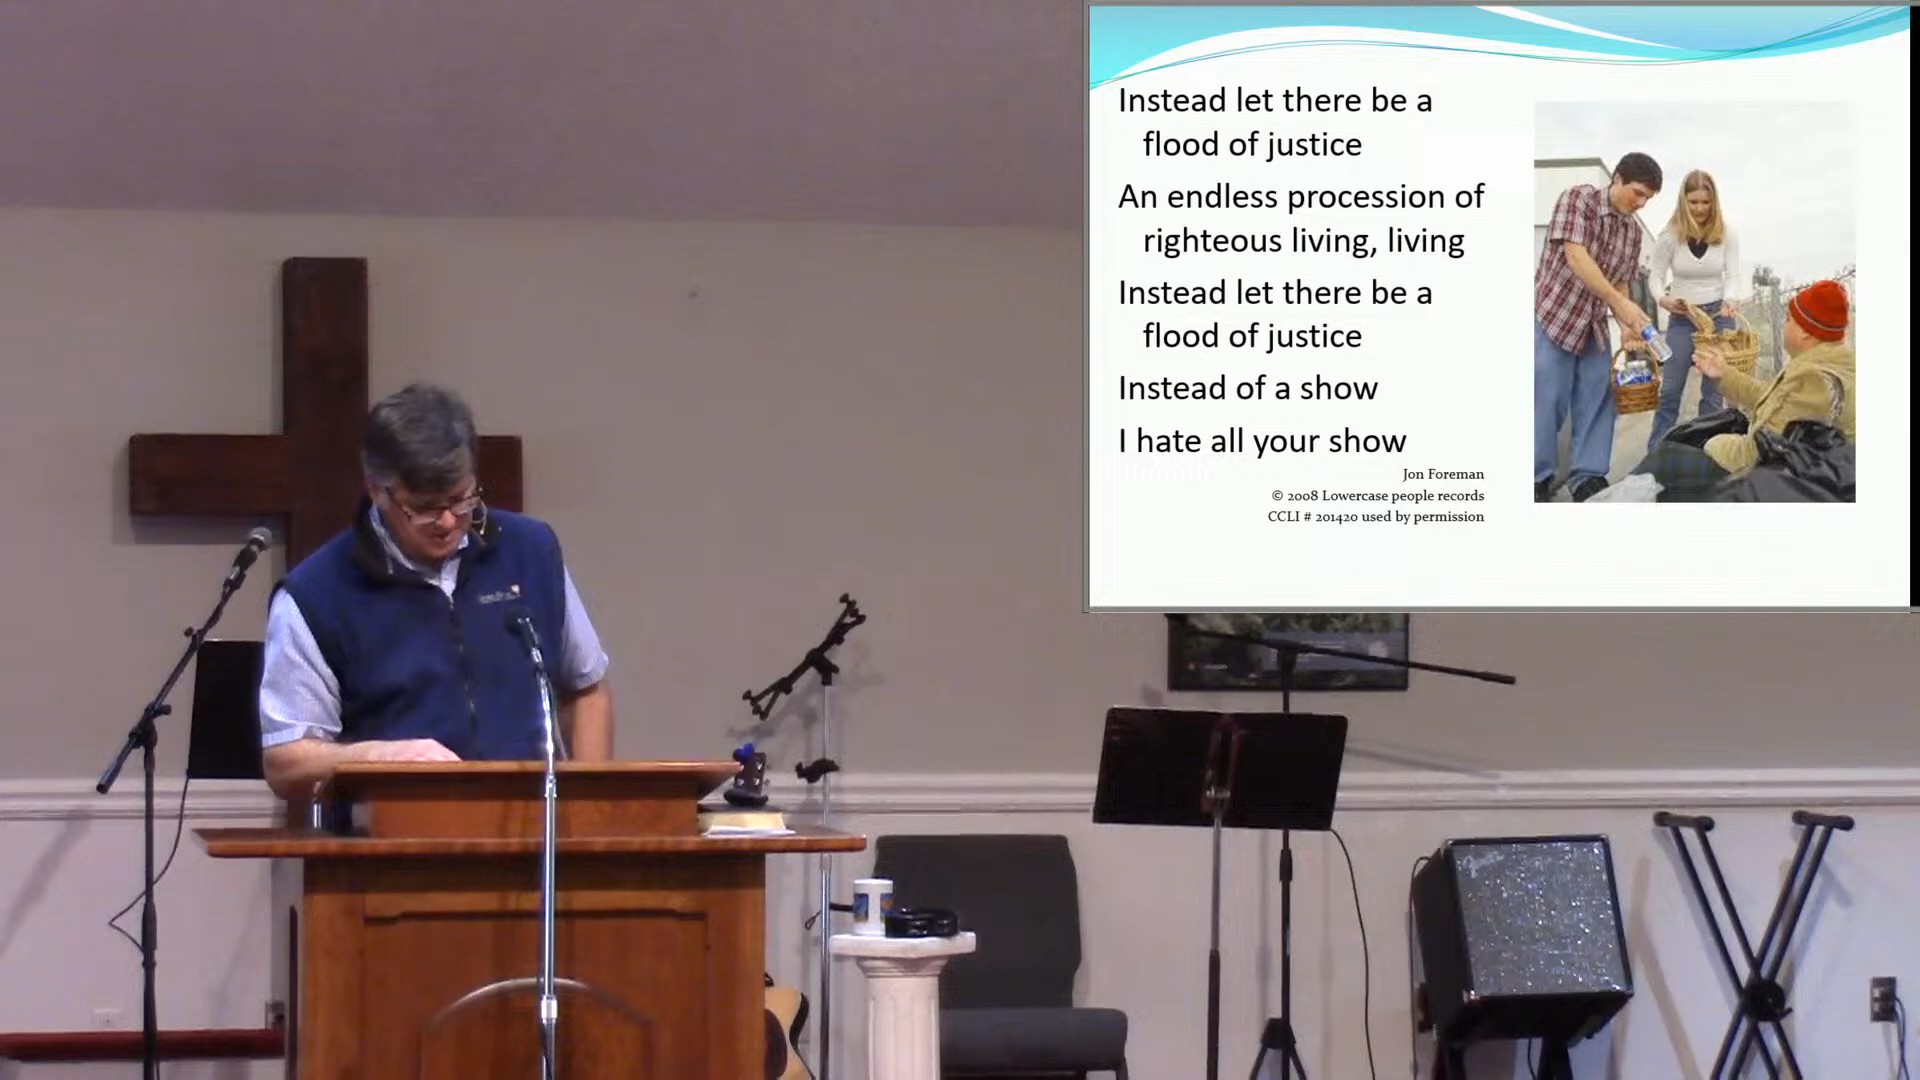 Instead let there be a
flood of justice
An endless procession of
righteous living, living
Instead let there be a
flood of justice
Instead of a show
I hate all your show
Jon Foreman
© 2008 Lowercase people records
CCLI # 201420 used by permission